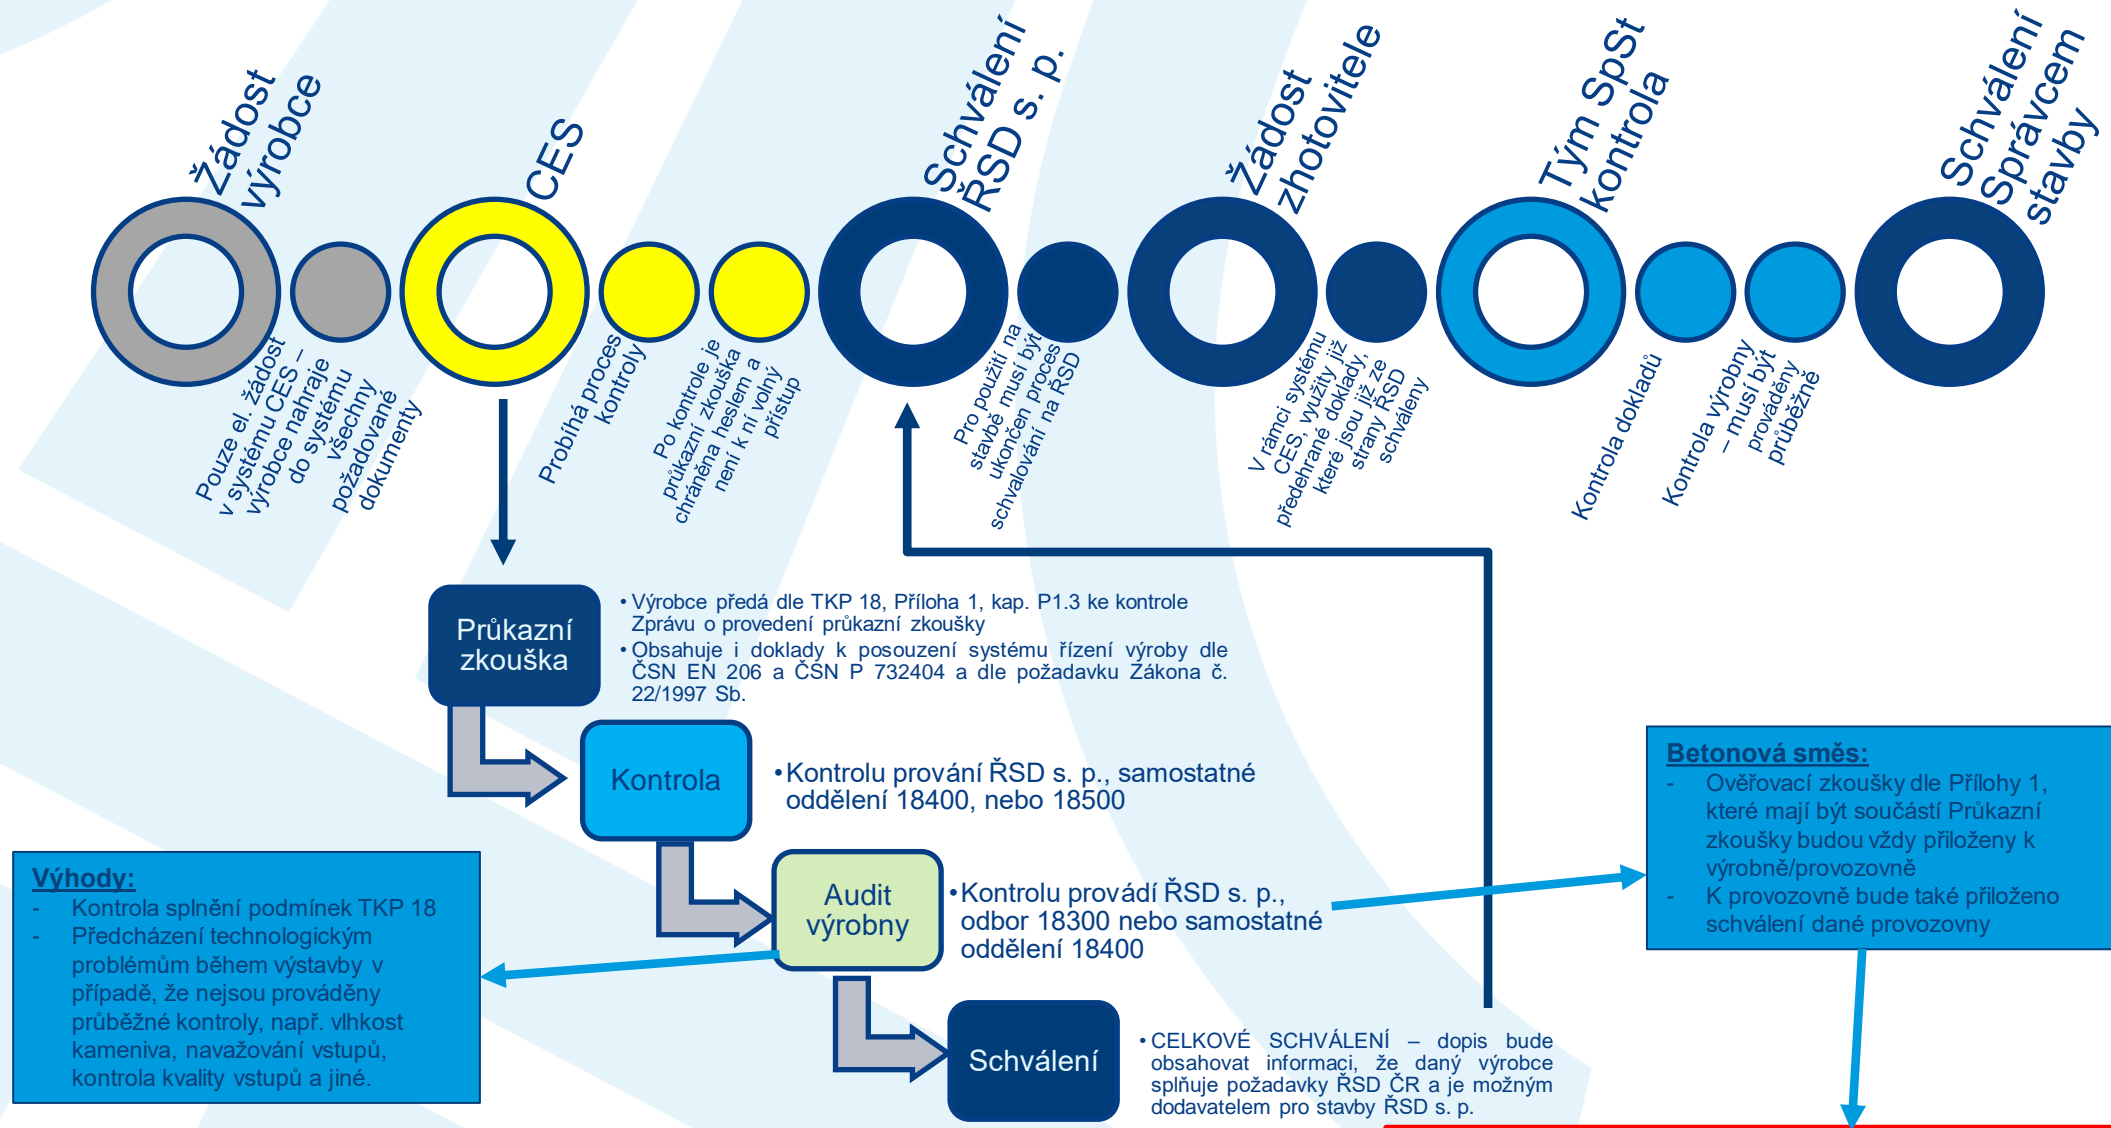 Žádost
výrobce
CES
Schválení
ŘSD s. p.
Žádost
zhotovitele
Tým SpSt
kontrola
Schválení
Správcem
stavby
Pouze el. žádost
v systému CES –
výrobce nahraje
do systému
všechny
požadované
dokumenty
Probíhá proces
kontroly
Po kontrole je
průkazní zkouška
chráněna heslem a
není k ní volný
přístup
Pro použití na
stavbě musí být
ukončen proces
schvalování na ŘSD
V rámci systému
CES, využity již
předehrané doklady,
které jsou již ze
strany ŘSD
schváleny
Kontrola dokladů
Kontrola výrobny
– musí být
prováděny
průběžně
Průkazní
zkouška
• Výrobce předá dle TKP 18, Příloha 1, kap. P1.3 ke kontrole
Zprávu o provedení průkazní zkoušky
• Obsahuje i doklady k posouzení systému řízení výroby dle
ČSN EN 206 a ČSN P 732404 a dle požadavku Zákona č.
22/1997 Sb.
Kontrola
• Kontrolu prování ŘSD s. p., samostatné
oddělení 18400, nebo 18500
Audit
výrobny
• Kontrolu provádí ŘSD s. p.,
odbor 18300 nebo samostatné
oddělení 18400
Schválení
• CELKOVÉ SCHVÁLENÍ – dopis bude
obsahovat informaci, že daný výrobce
splňuje požadavky ŘSD ČR a je možným
dodavatelem pro stavby ŘSD s. p.
Výhody:
- Kontrola splnění podmínek TKP 18
- Předcházení technologickým
problémům během výstavby v
případě, že nejsou prováděny
průběžné kontroly, např. vlhkost
kameniva, navažování vstupů,
kontrola kvality vstupů a jiné.
Betonová směs:
- Ověřovací zkoušky dle Přílohy 1,
které mají být součástí Průkazní
zkoušky budou vždy přiloženy k
výrobně/provozovně
- K provozovně bude také přiloženo
schválení dané provozovny